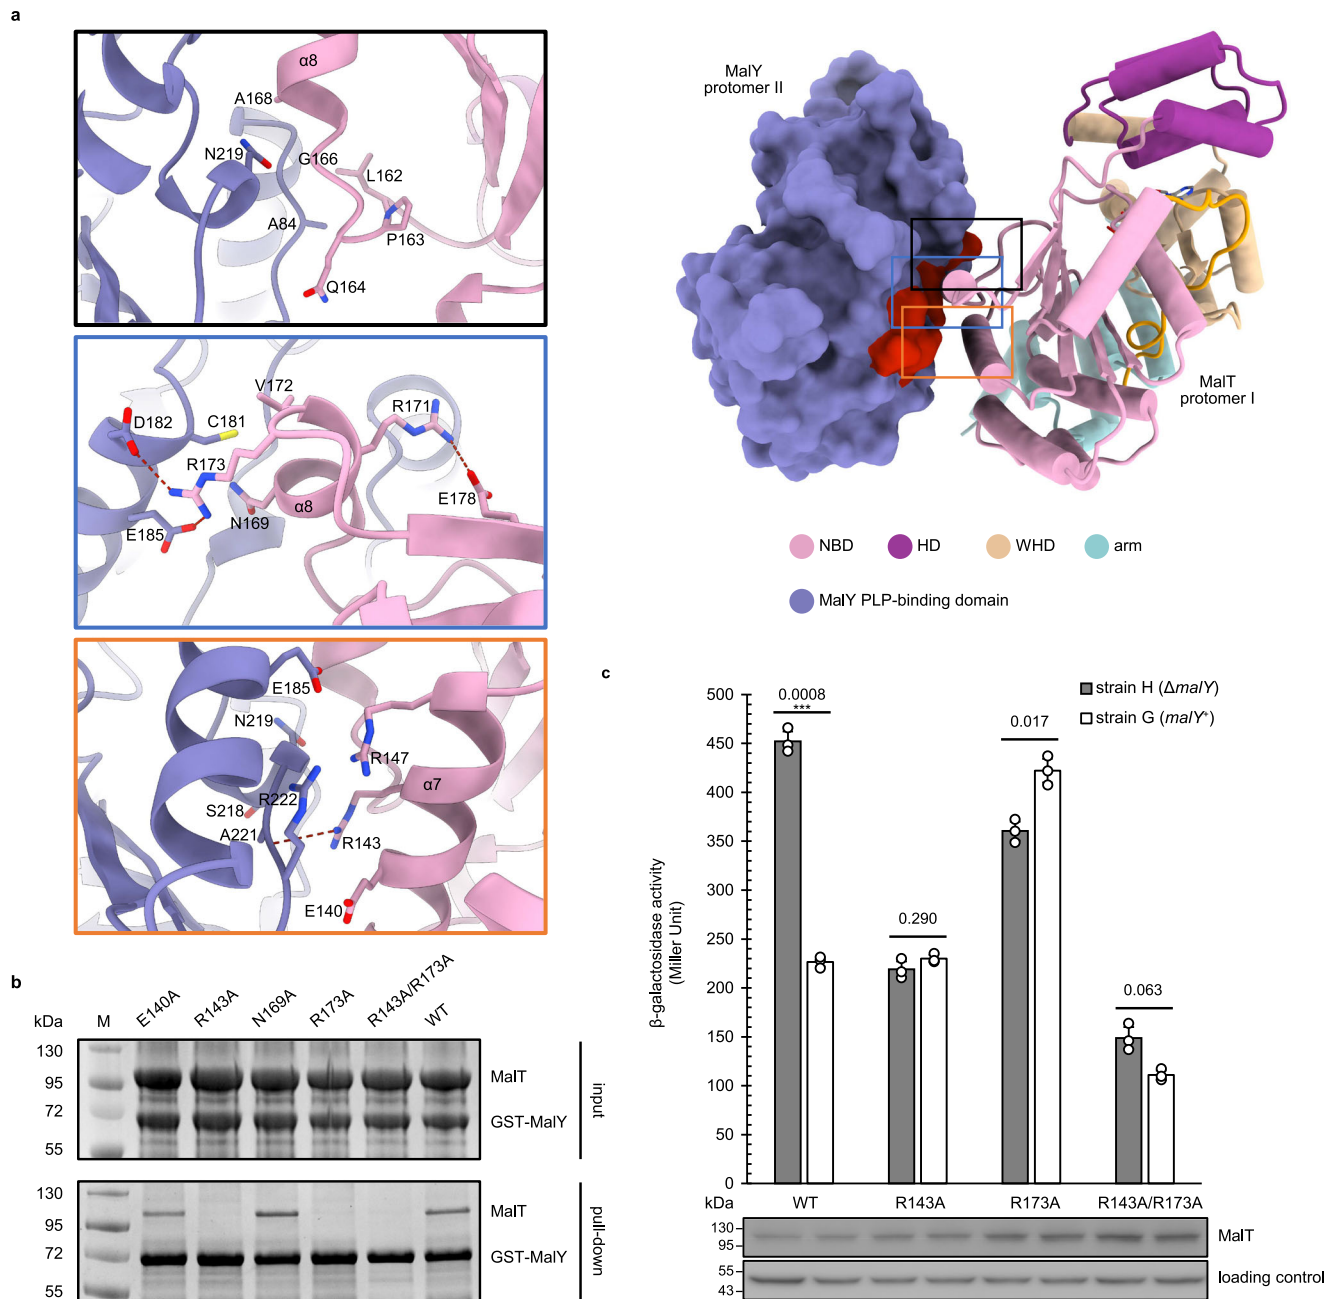 a
α8
A168
N219
G166
L162
A84
P163
Q164
V172
D182
C181
R171
R173
E178
α8
N169
E185
E185
N219
R147
α7
R222
S218
A221
R143
E140
MalY
protomer II
MalT
protomer I
NBD
HD
WHD
arm
MalY PLP-binding domain
b
kDa
M
E140A
R143A
N169A
R173A
R143A/R173A
WT
130
95
72
55
MalT
GST-MalY
input
130
95
72
55
MalT
GST-MalY
pull-down
c
strain H (ΔmalY)
strain G (malY⁺)
β-galactosidase activity
(Miller Unit)
500
450
400
350
300
250
200
150
100
50
0
0.0008
***
0.290
0.017
0.063
kDa
WT
R143A
R173A
R143A/R173A
130
95
MalT
55
43
loading control